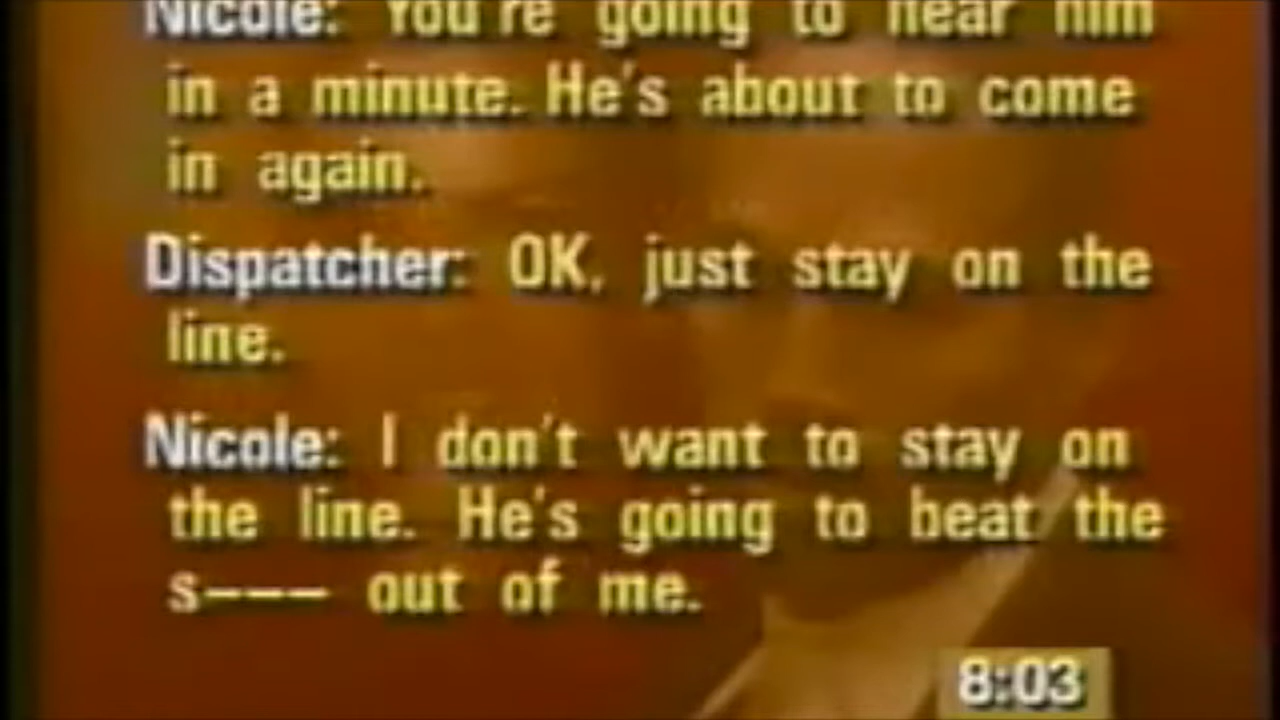 Nicole: You're going to hear him
in a minute. He's about to come
in again.
Dispatcher: OK, just stay on the
line.
Nicole: I don't want to stay on
the line. He's going to beat the
s--- out of me.
8:03